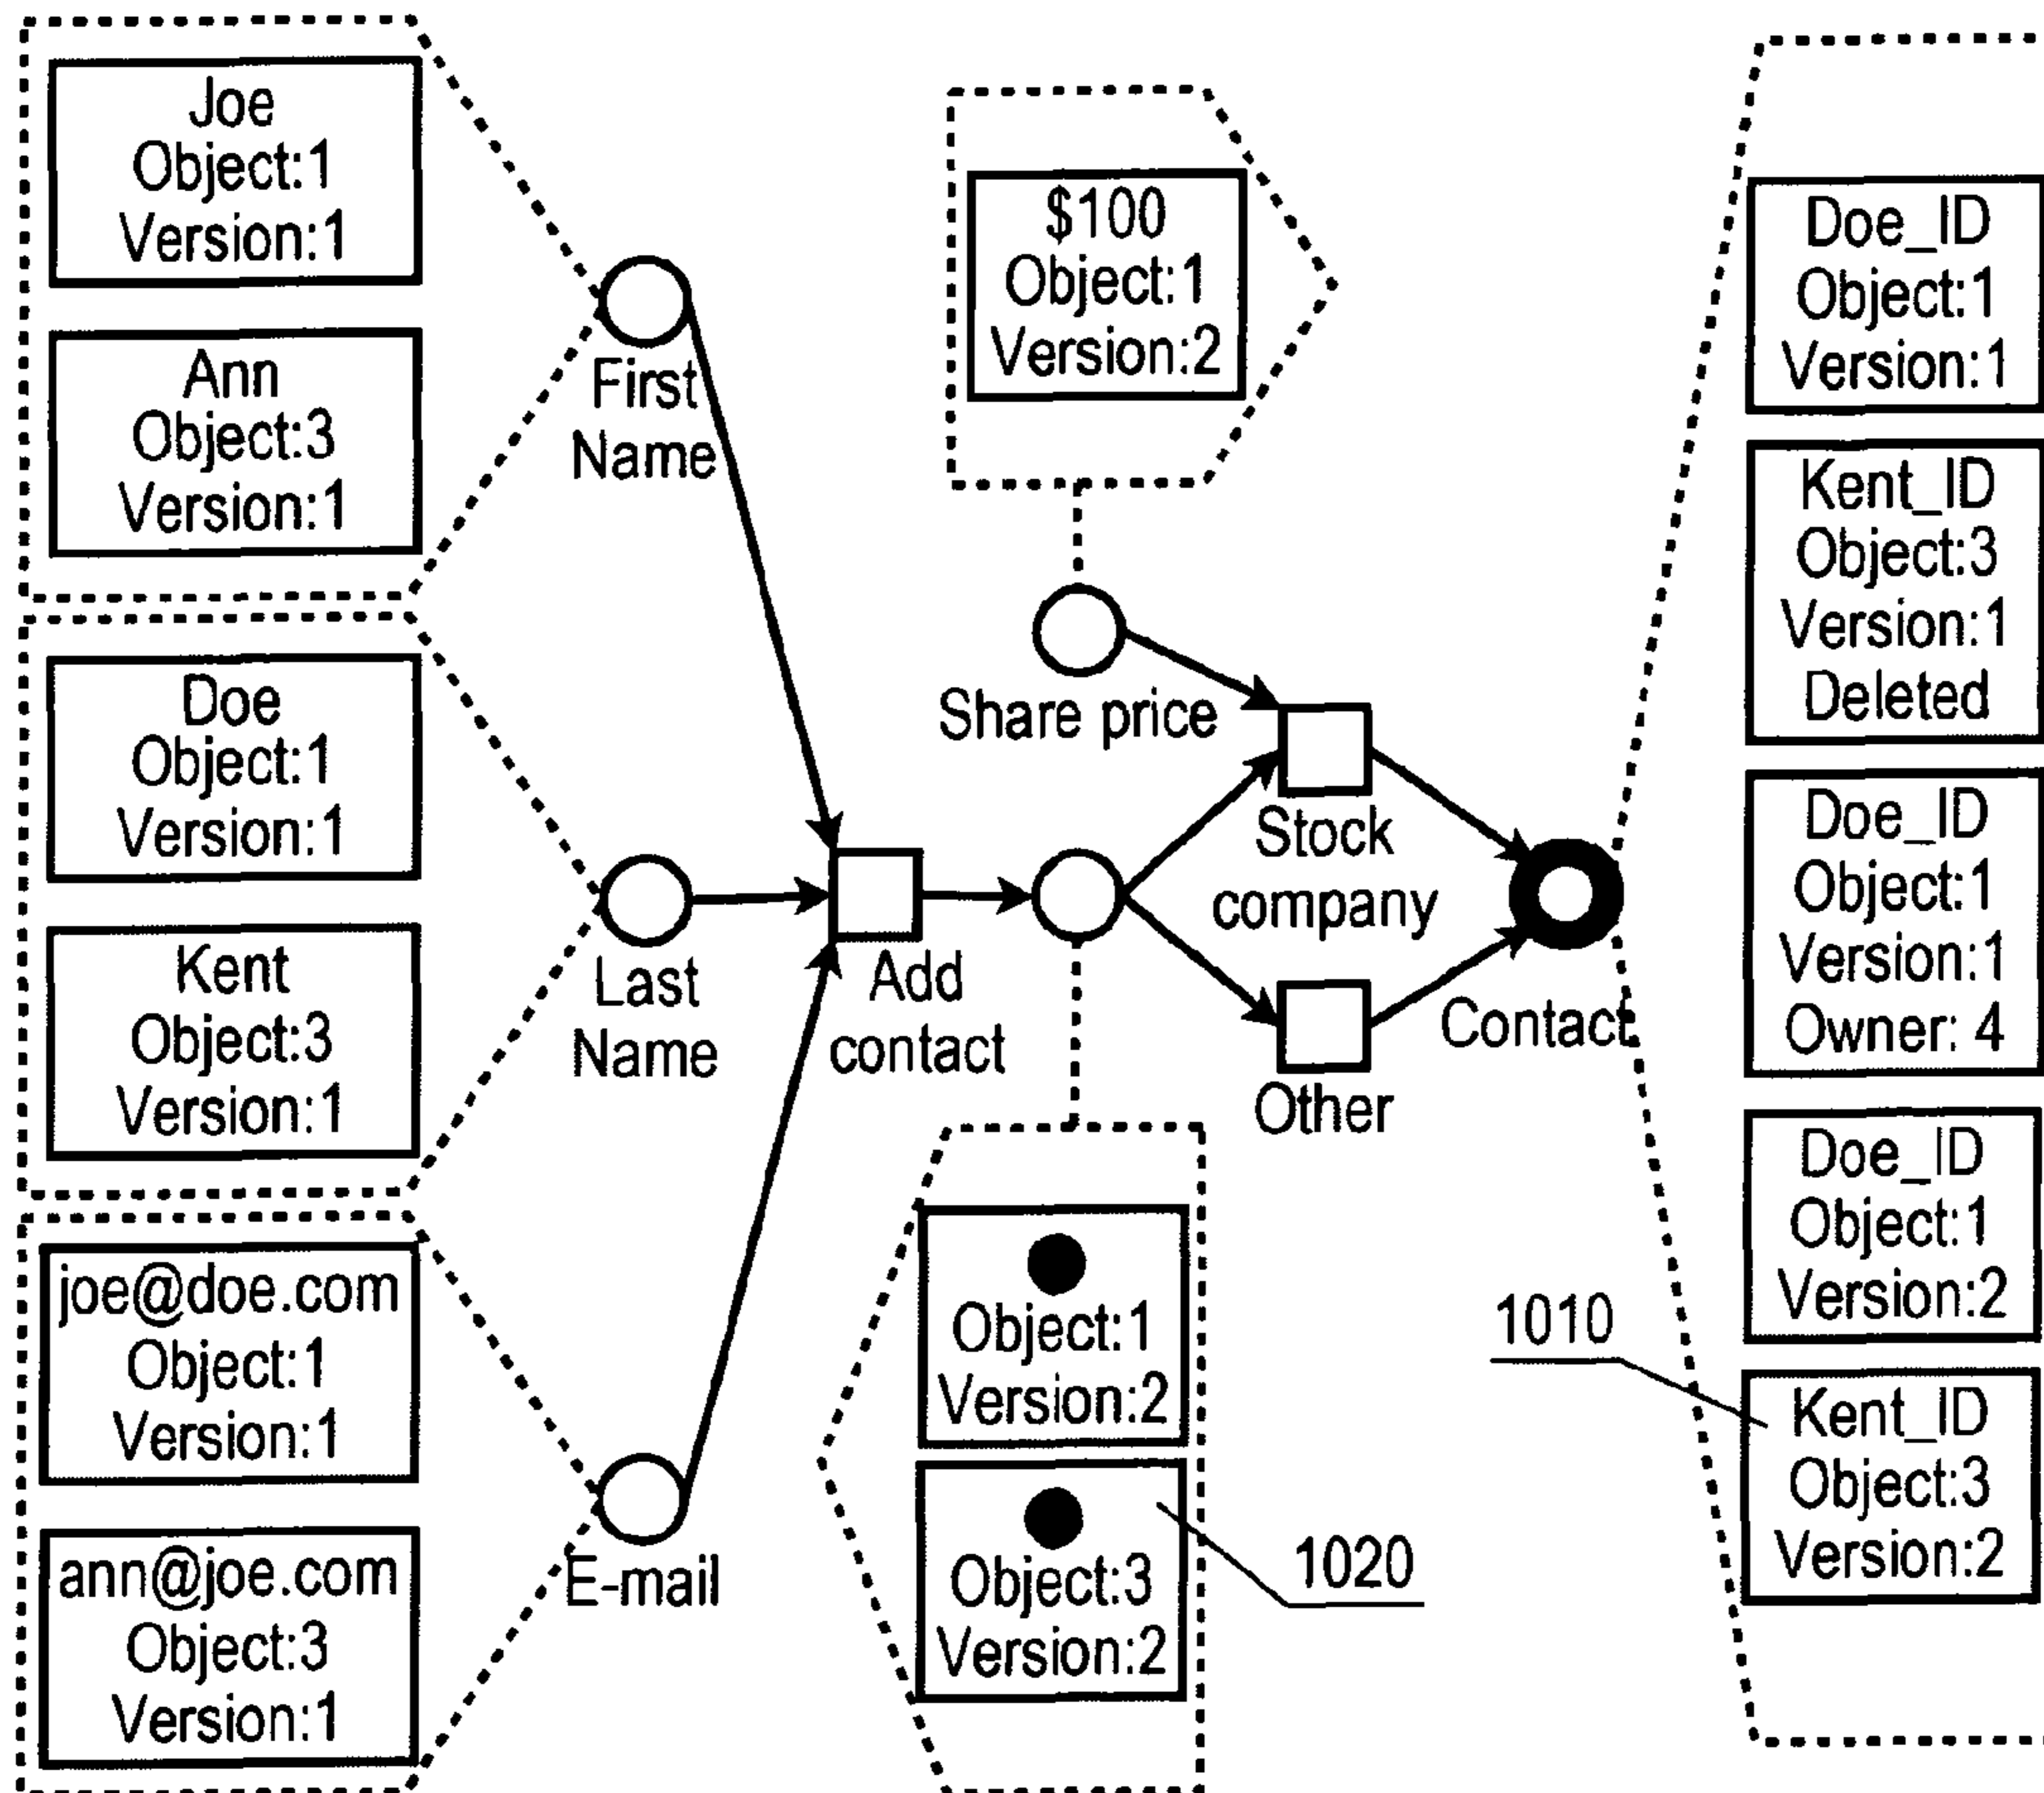 Joe
Object:1
Version:1
Ann
Object:3
Version:1
First
Name
Doe
Object:1
Version:1
Kent
Object:3
Version:1
Last
Name
joe@doe.com
Object:1
Version:1
ann@joe.com
Object:3
Version:1
E-mail
Add
contact
$100
Object:1
Version:2
Share price
Stock
company
Other
Contact
Object:1
Version:2
Object:3
Version:2
1020
Doe_ID
Object:1
Version:1
Kent_ID
Object:3
Version:1
Deleted
Doe_ID
Object:1
Version:1
Owner: 4
Doe_ID
Object:1
Version:2
1010
Kent_ID
Object:3
Version:2